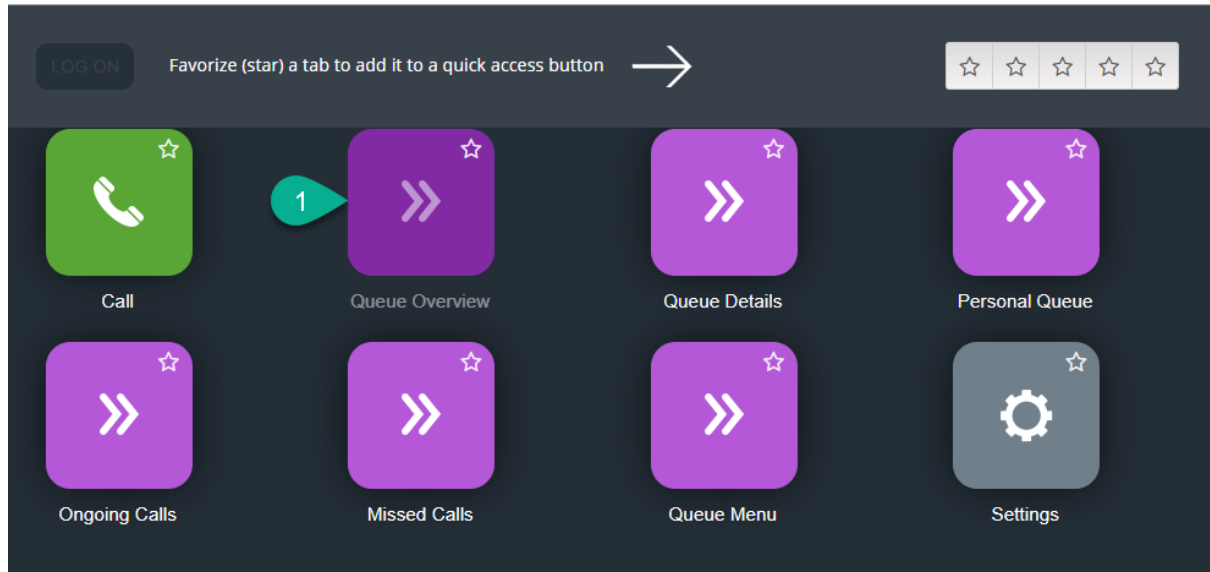 LOG ON
Favorize (star) a tab to add it to a quick access button
1
Call
Queue Overview
Queue Details
Personal Queue
Ongoing Calls
Missed Calls
Queue Menu
Settings